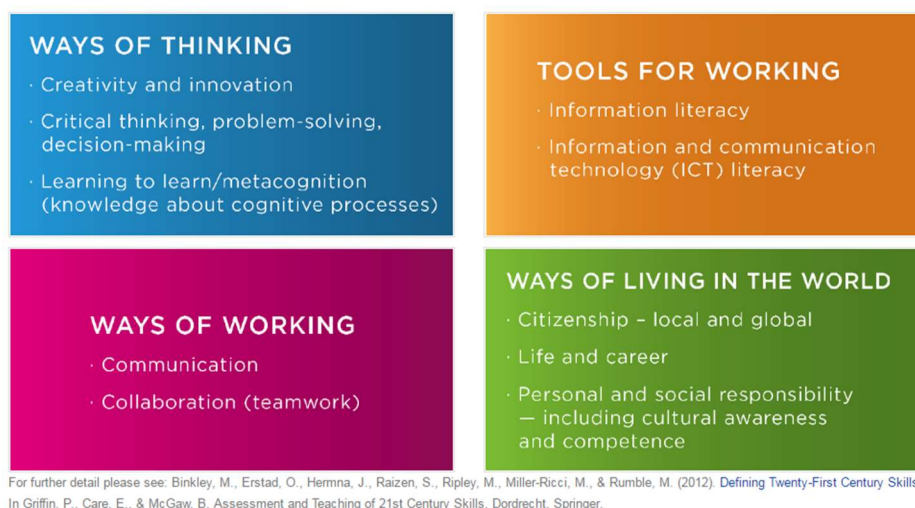 WAYS OF THINKING
· Creativity and innovation
· Critical thinking, problem-solving,
decision-making
· Learning to learn/metacognition
(knowledge about cognitive processes)
TOOLS FOR WORKING
· Information literacy
· Information and communication
technology (ICT) literacy
WAYS OF WORKING
· Communication
· Collaboration (teamwork)
WAYS OF LIVING IN THE WORLD
· Citizenship – local and global
· Life and career
· Personal and social responsibility
— including cultural awareness
and competence
For further detail please see: Binkley, M., Erstad, O., Hermna, J., Raizen, S., Ripley, M., Miller-Ricci, M., & Rumble, M. (2012). Defining Twenty-First Century Skills
In Griffin, P., Care, E., & McGaw, B. Assessment and Teaching of 21st Century Skills, Dordrecht, Springer.